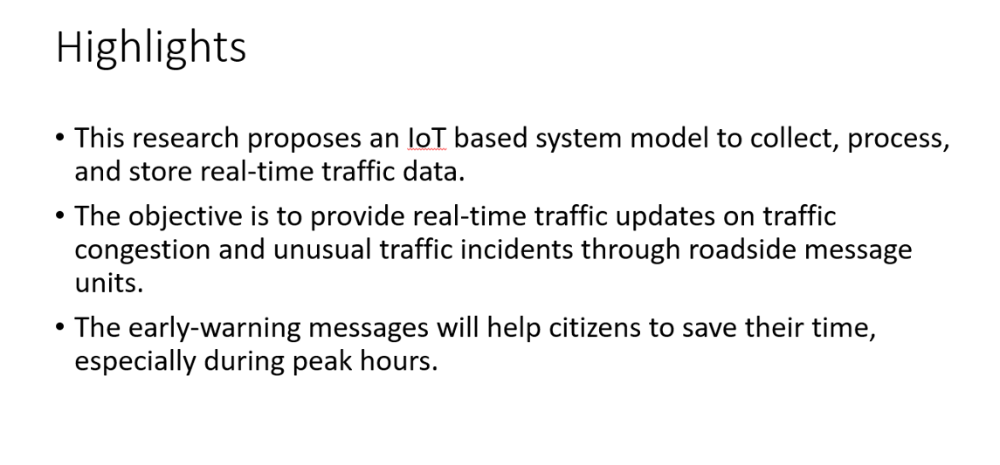 Highlights
• This research proposes an IoT based system model to collect, process,
and store real-time traffic data.
• The objective is to provide real-time traffic updates on traffic
congestion and unusual traffic incidents through roadside message
units.
• The early-warning messages will help citizens to save their time,
especially during peak hours.